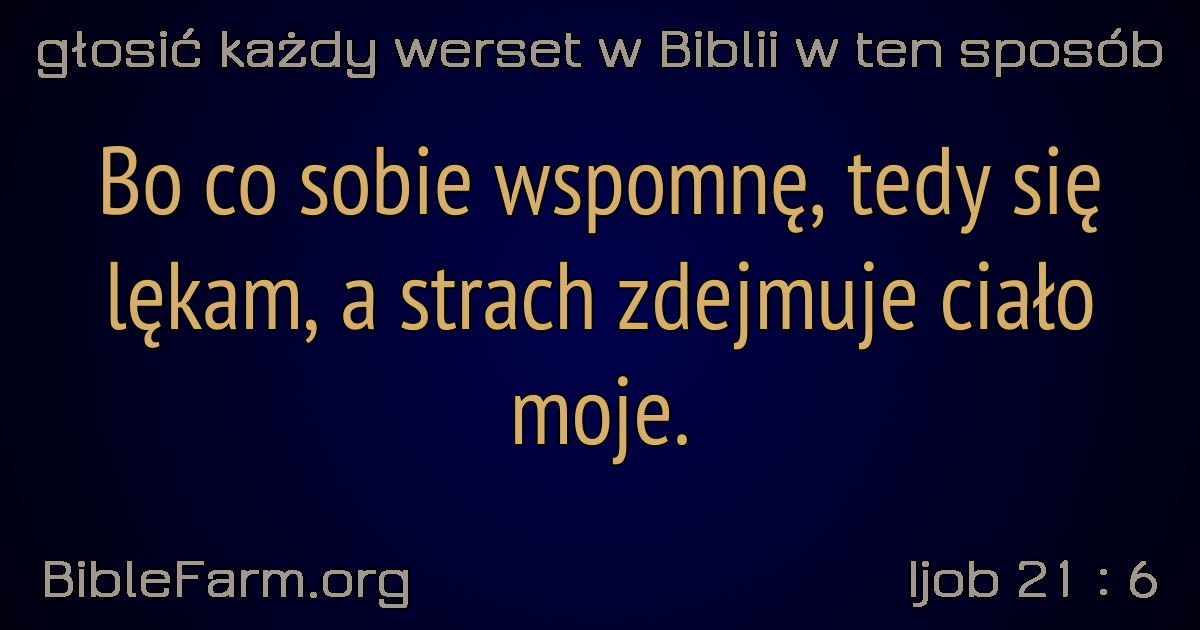 głosić każdy werset w Biblii w ten sposób
Bo co sobie wspomnę, tedy się
lękam, a strach zdejmuje ciało
moje.
BibleFarm.org
Ijob 21 : 6